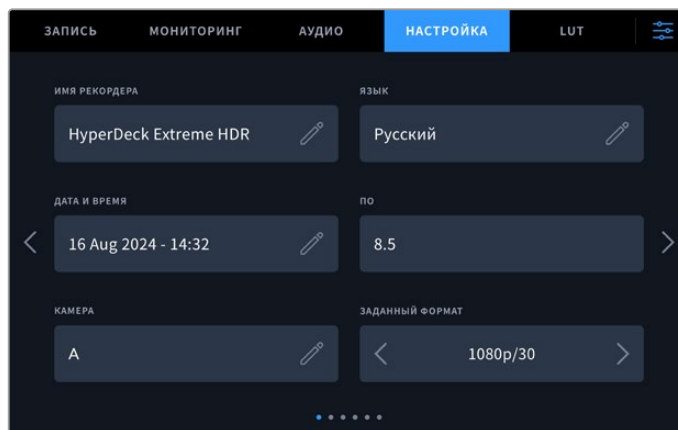 ЗАПИСЬ МОНИТОРИНГ АУДИО НАСТРОЙКА LUT
ИМЯ РЕКОРДЕРА ЯЗЫК
HyperDeck Extreme HDR Русский
ДАТА И ВРЕМЯ ПО
16 Aug 2024 - 14:32 8.5
КАМЕРА ЗАДАННЫЙ ФОРМАТ
A 1080p/30